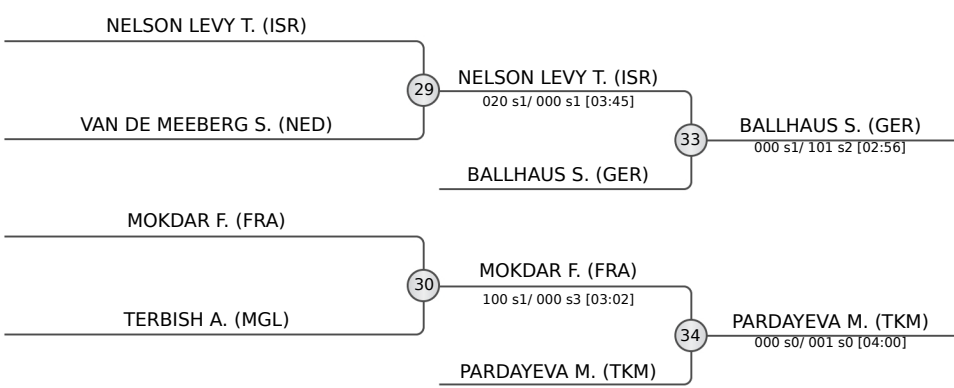 NELSON LEVY T. (ISR)
VAN DE MEEBERG S. (NED)
29
NELSON LEVY T. (ISR)
020 s1/ 000 s1 [03:45]
BALLHAUS S. (GER)
33
BALLHAUS S. (GER)
000 s1/ 101 s2 [02:56]
MOKDAR F. (FRA)
TERBISH A. (MGL)
30
MOKDAR F. (FRA)
100 s1/ 000 s3 [03:02]
PARDAYEVA M. (TKM)
34
PARDAYEVA M. (TKM)
000 s0/ 001 s0 [04:00]